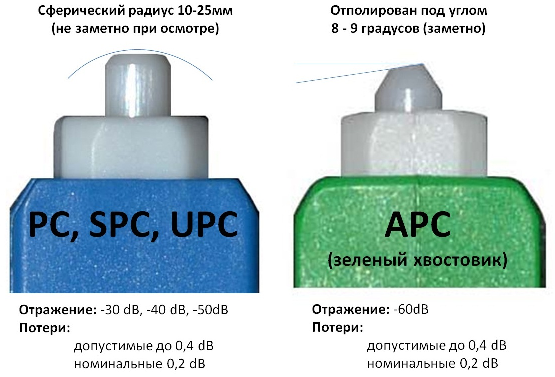 Сферический радиус 10-25мм
(не заметно при осмотре)
PC, SPC, UPC
Отражение: -30 dB, -40 dB, -50dB
Потери:
допустимые до 0,4 dB
номинальные 0,2 dB
Отполирован под углом
8 - 9 градусов (заметно)
APC
(зеленый хвостовик)
Отражение: -60dB
Потери:
допустимые до 0,4 dB
номинальные 0,2 dB